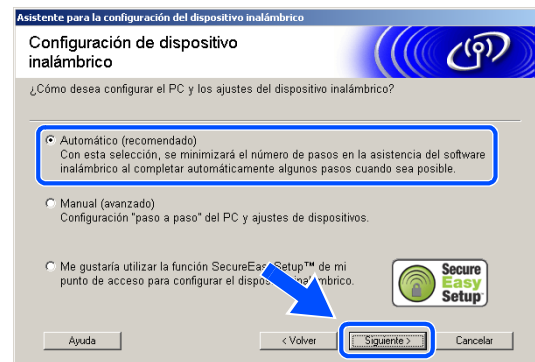 Asistente para la configuración del dispositivo inalámbrico
Configuración de dispositivo
inalámbrico
¿Cómo desea configurar el PC y los ajustes del dispositivo inalámbrico?
Automático (recomendado)
Con esta selección, se minimizará el número de pasos en la asistencia del software
inalámbrico al completar automáticamente algunos pasos cuando sea posible.
Manual (avanzado)
Configuración "paso a paso" del PC y ajustes de dispositivos.
Me gustaría utilizar la función SecureEasySetup™ de mi
punto de acceso para configurar el dispositivo inalámbrico.
Secure
Easy
Setup
Ayuda
< Volver
Siguiente >
Cancelar